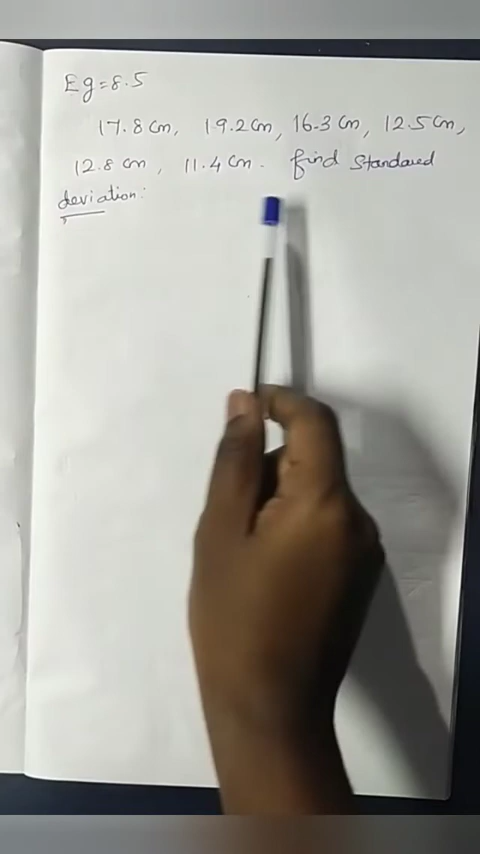 Eg=8.5
17.8 cm, 19.2 cm, 16.3 cm, 12.5 cm,
12.8 cm, 11.4 cm. find Standared
deviation: